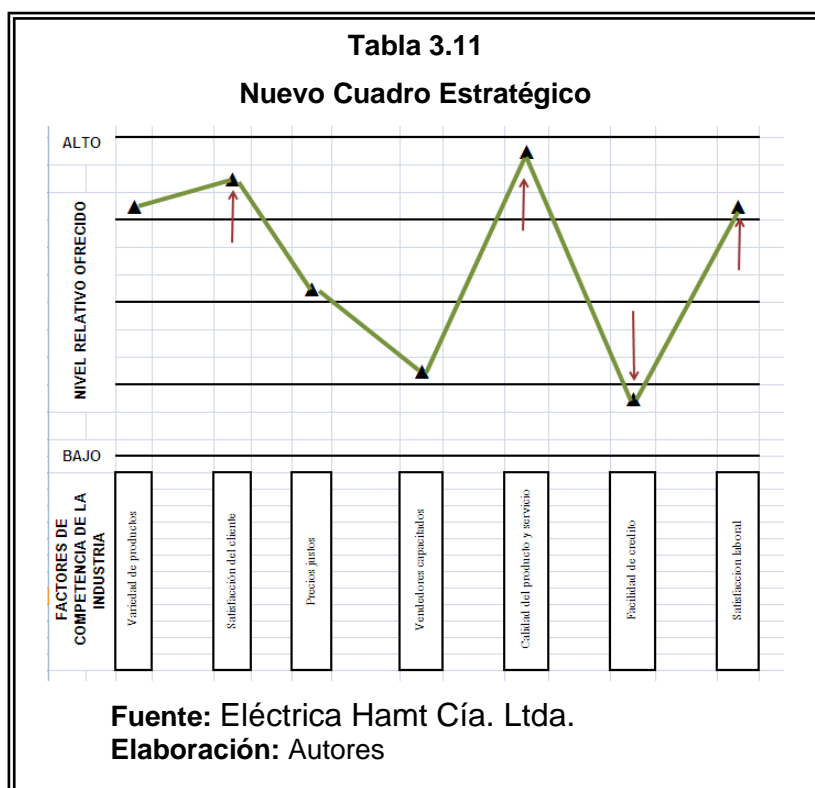 Tabla 3.11
Nuevo Cuadro Estratégico
ALTO
NIVEL RELATIVO OFRECIDO
BAJO
FACTORES DE
COMPETENCIA DE LA
INDUSTRIA
Variedad de productos
Satisfacción del cliente
Precios justos
Vendedores capacitados
Calidad del producto y servicio
Facilidad de credito
Satisfaccion laboral
Fuente: Eléctrica Hamt Cía. Ltda.
Elaboración: Autores